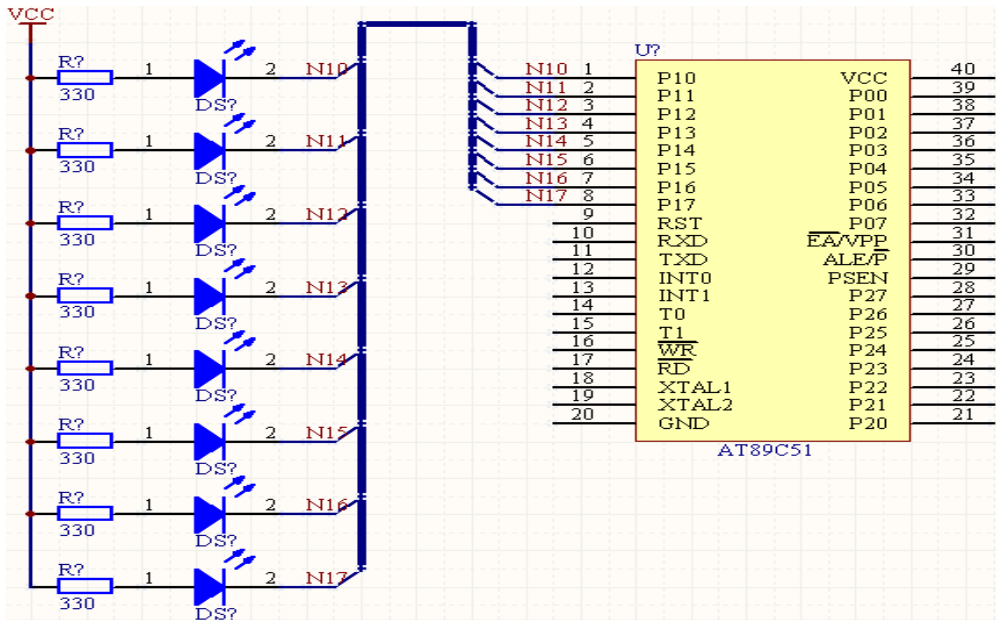 VCC
R?
1
2
N10
330
DS?
R?
1
2
N11
330
DS?
R?
1
2
N12
330
DS?
R?
1
2
N13
330
DS?
R?
1
2
N14
330
DS?
R?
1
2
N15
330
DS?
R?
1
2
N16
330
DS?
R?
1
2
N17
330
DS?
U?
N10 1 P10 VCC 40
N11 2 P11 P00 39
N12 3 P12 P01 38
N13 4 P13 P02 37
N14 5 P14 P03 36
N15 6 P15 P04 35
N16 7 P16 P05 34
N17 8 P17 P06 33
9 RST P07 32
10 RXD EA/VPP 31
11 TXD ALE/P 30
12 INT0 PSEN 29
13 INT1 P27 28
14 T0 P26 27
15 T1 P25 26
16 WR P24 25
17 RD P23 24
18 XTAL1 P22 23
19 XTAL2 P21 22
20 GND P20 21
AT89C51